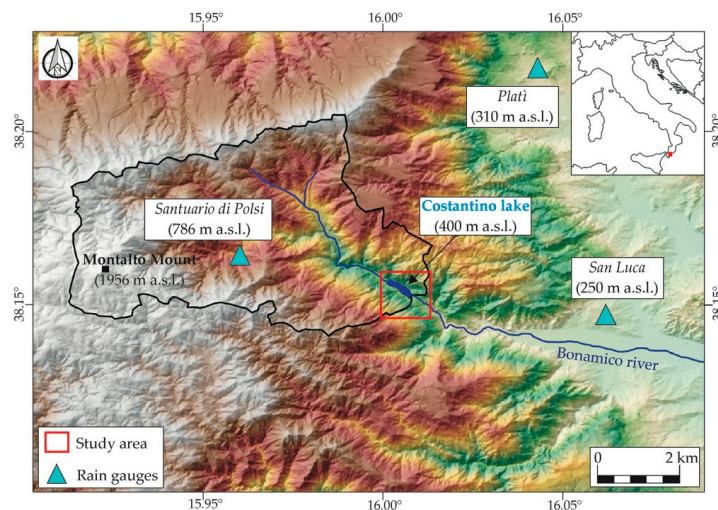 15.95
16.00
16.05
Platì
(310 m a.s.l.)
38.20
38.20
Santuario di Polsi
(786 m a.s.l.)
Costantino lake
(400 m a.s.l.)
Montalto Mount
(1956 m a.s.l.)
San Luca
(250 m a.s.l.)
38.15
38.15
Bonamico river
Study area
Rain gauges
0 2 km
15.95
16.00
16.05